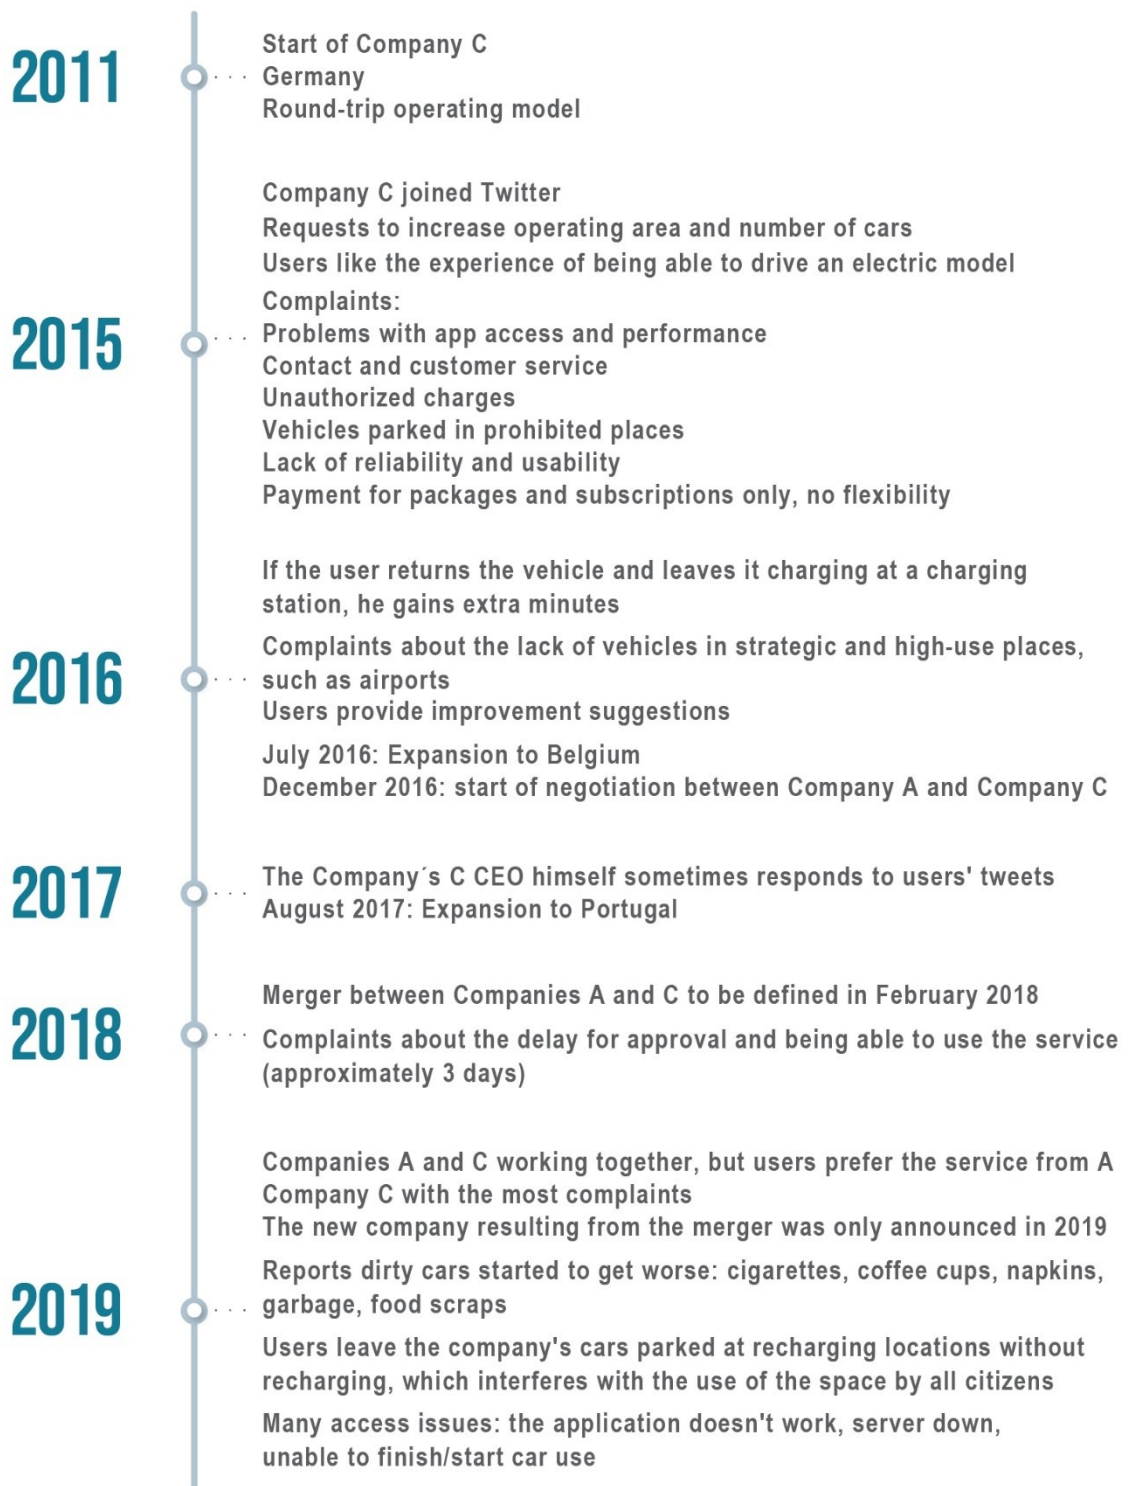 2011
Start of Company C
Germany
Round-trip operating model
2015
Company C joined Twitter
Requests to increase operating area and number of cars
Users like the experience of being able to drive an electric model
Complaints:
Problems with app access and performance
Contact and customer service
Unauthorized charges
Vehicles parked in prohibited places
Lack of reliability and usability
Payment for packages and subscriptions only, no flexibility
2016
If the user returns the vehicle and leaves it charging at a charging
station, he gains extra minutes
Complaints about the lack of vehicles in strategic and high-use places,
such as airports
Users provide improvement suggestions
July 2016: Expansion to Belgium
December 2016: start of negotiation between Company A and Company C
2017
The Company´s C CEO himself sometimes responds to users' tweets
August 2017: Expansion to Portugal
2018
Merger between Companies A and C to be defined in February 2018
Complaints about the delay for approval and being able to use the service
(approximately 3 days)
2019
Companies A and C working together, but users prefer the service from A
Company C with the most complaints
The new company resulting from the merger was only announced in 2019
Reports dirty cars started to get worse: cigarettes, coffee cups, napkins,
garbage, food scraps
Users leave the company's cars parked at recharging locations without
recharging, which interferes with the use of the space by all citizens
Many access issues: the application doesn't work, server down,
unable to finish/start car use